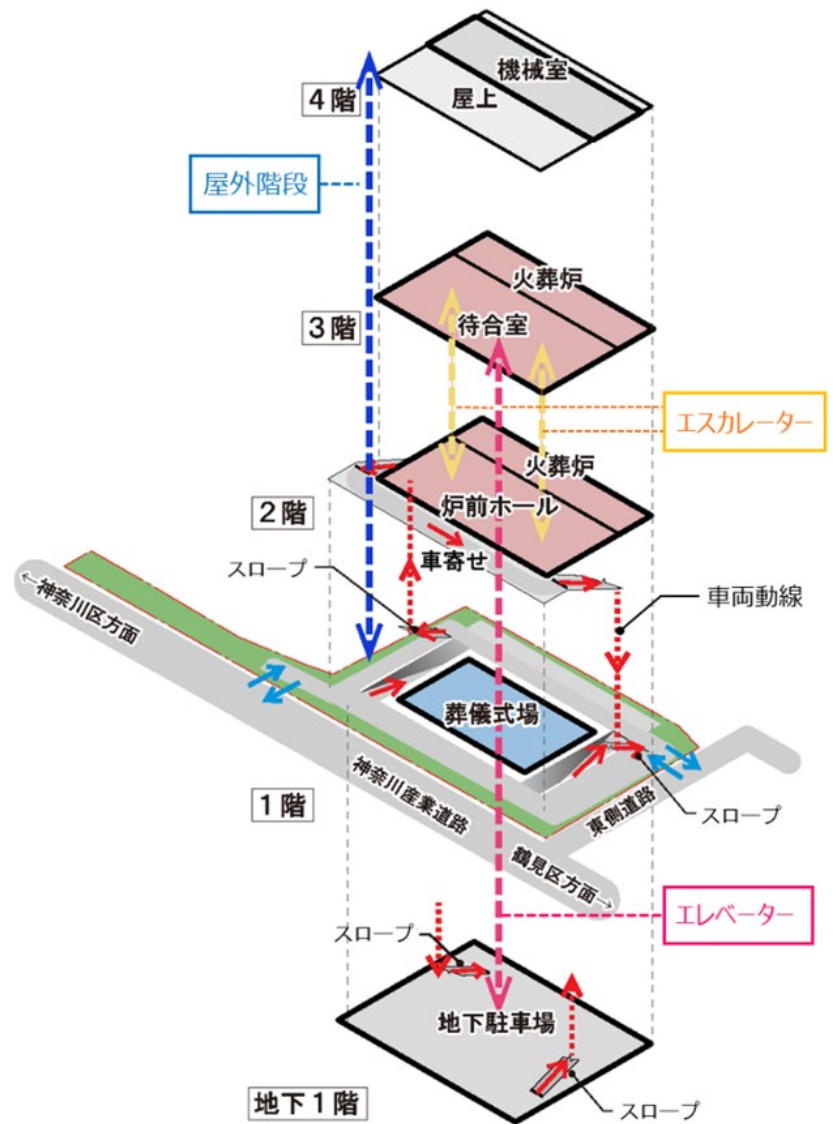 機械室
屋上
4階
屋外階段
火葬炉
待合室
3階
エスカレーター
火葬炉
炉前ホール
2階
車寄せ
スロープ
車両動線
←神奈川区方面
葬儀式場
神奈川産業道路
1階
東側道路
スロープ
鶴見区方面→
エレベーター
スロープ
地下駐車場
地下1階
スロープ